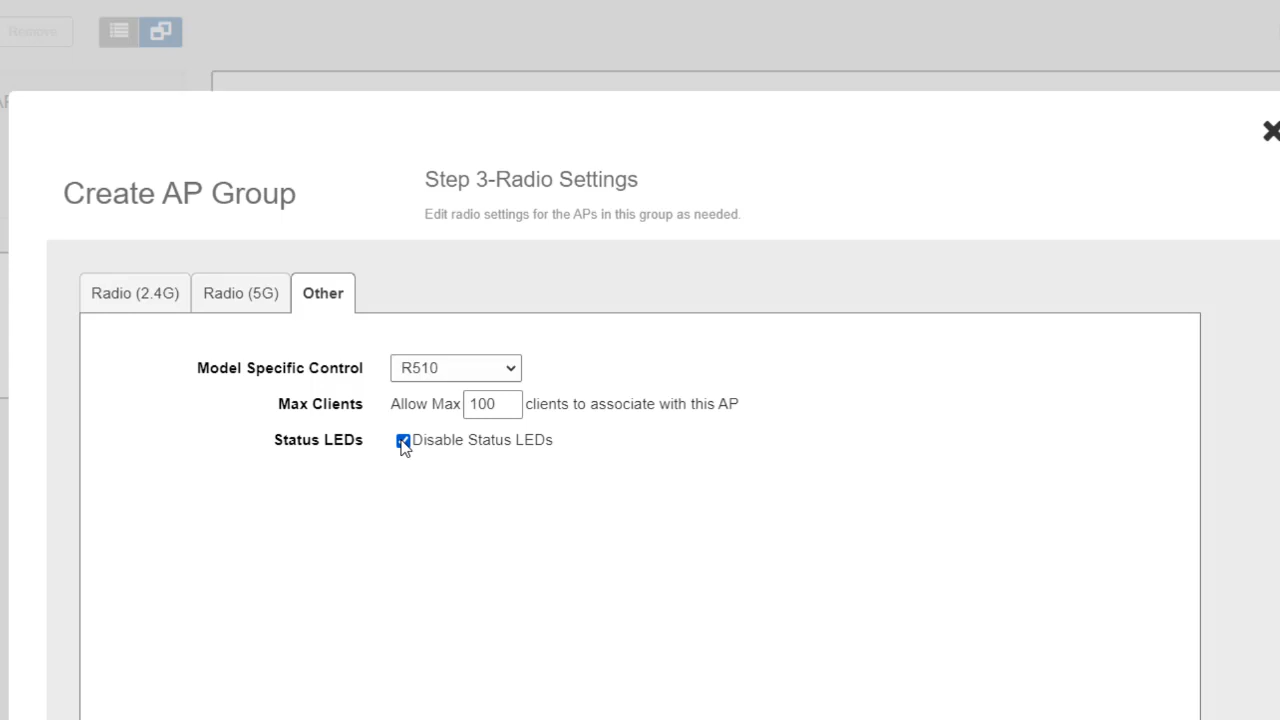 Remove
Create AP Group
Step 3-Radio Settings
Edit radio settings for the APs in this group as needed.
Radio (2.4G)
Radio (5G)
Other
Model Specific Control
R510
Max Clients
Allow Max 100 clients to associate with this AP
Status LEDs
Disable Status LEDs